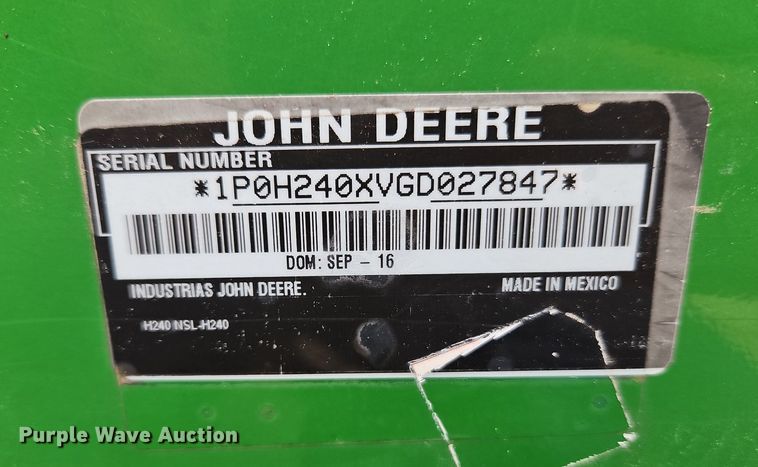 JOHN DEERE
SERIAL NUMBER
*1P0H240XVGD027847*
DOM: SEP - 16
INDUSTRIAS JOHN DEERE. MADE IN MEXICO
H240 NSL-H240
Purple Wave Auction